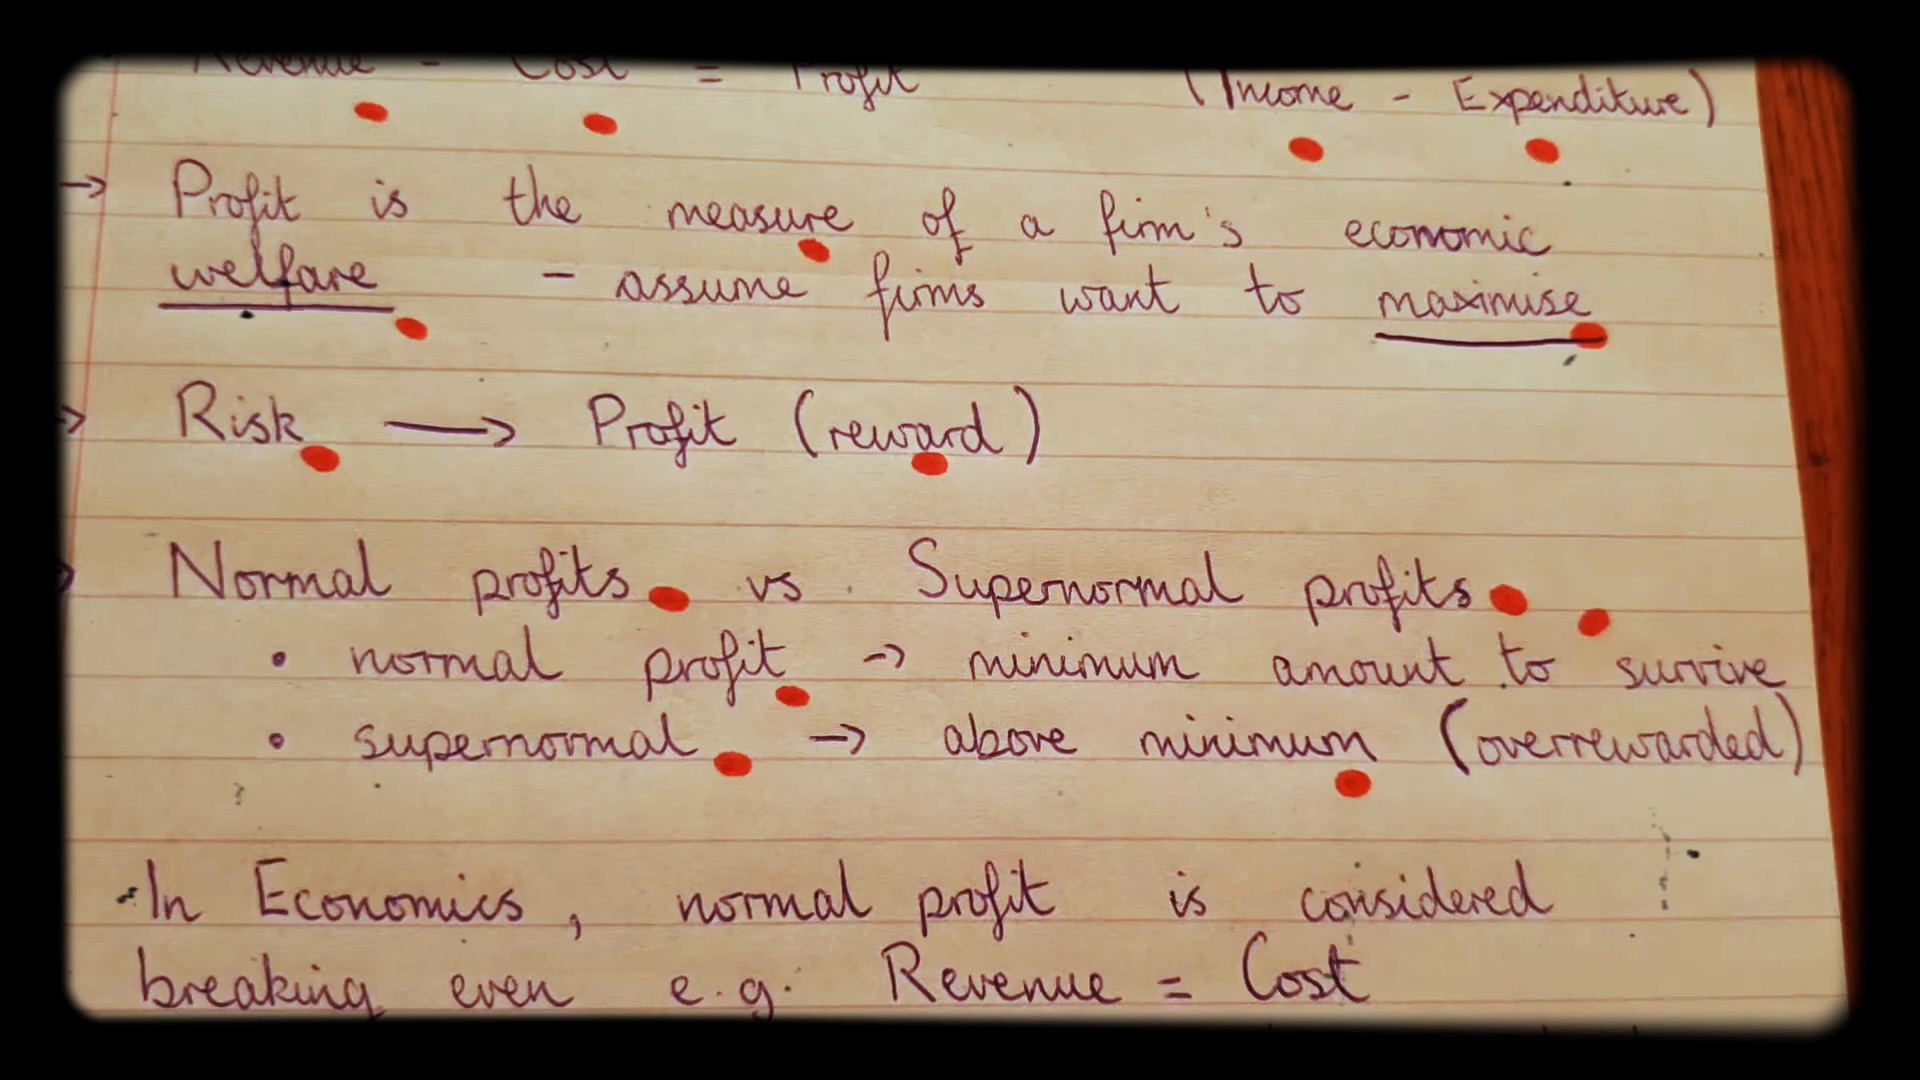 Revenue - Cost = Profit (Income - Expenditure)
→ Profit is the measure of a firm's economic
welfare - assume firms want to maximise
→ Risk → Profit (reward)
→ Normal profits vs Supernormal profits
• normal profit → minimum amount to survive
• supernormal → above minimum (overrewarded)
In Economics, normal profit is considered
breaking even e.g. Revenue = Cost